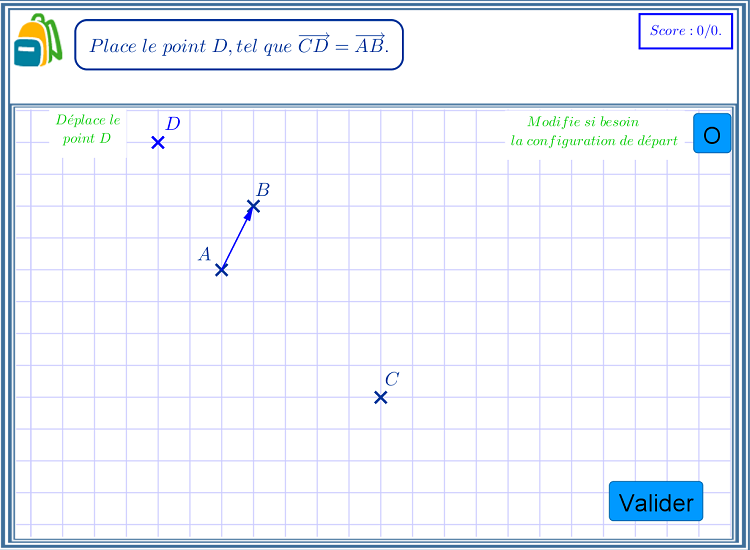 Place le point D, tel que $\overrightarrow{CD} = \overrightarrow{AB}$.
Score : 0/0.
Déplace le
point D
Modifie si besoin
la configuration de départ
O
D
B
A
C
Valider